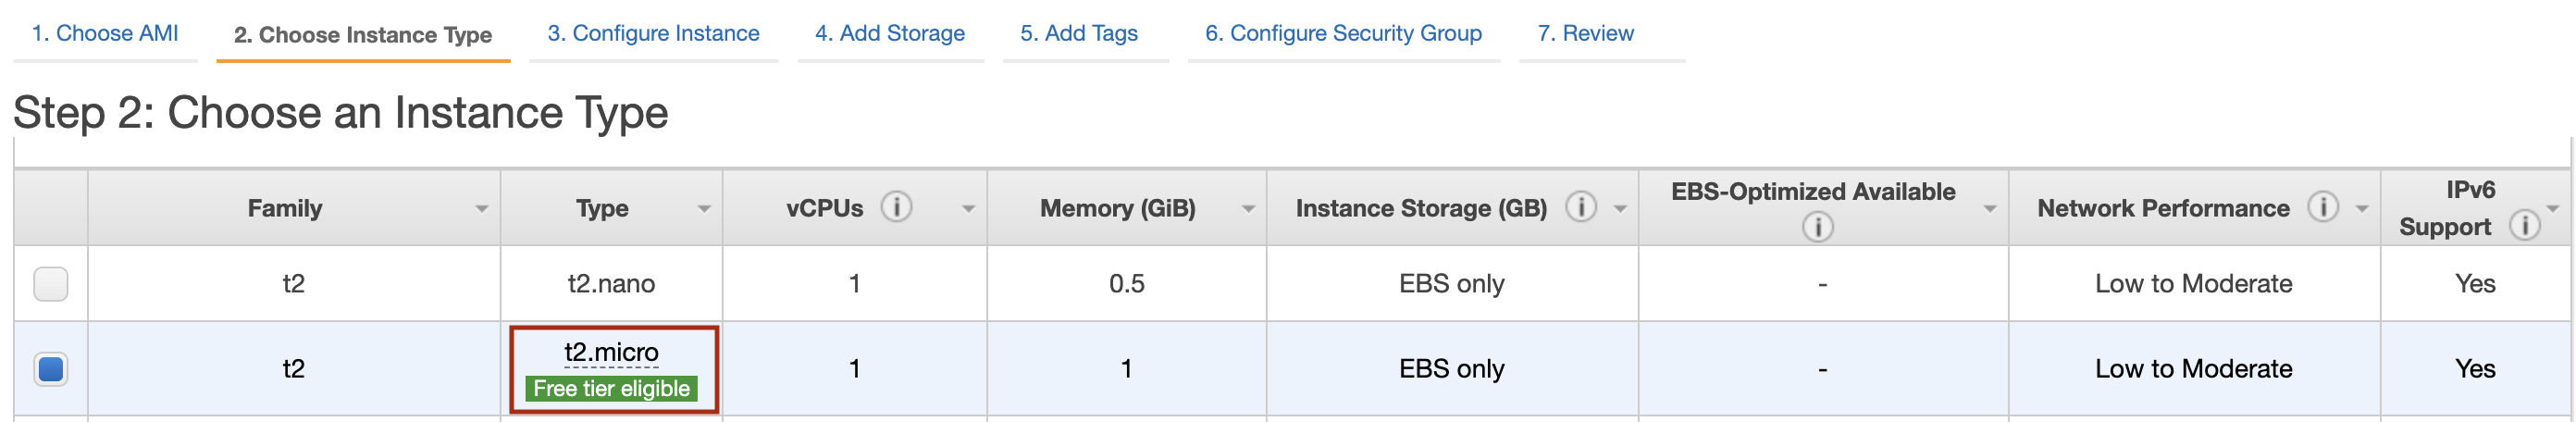 1. Choose AMI 2. Choose Instance Type 3. Configure Instance 4. Add Storage 5. Add Tags 6. Configure Security Group 7. Review
Step 2: Choose an Instance Type
Family Type vCPUs Memory (GiB) Instance Storage (GB) EBS-Optimized Available Network Performance IPv6 Support
t2 t2.nano 1 0.5 EBS only - Low to Moderate Yes
t2 t2.micro 1 1 EBS only - Low to Moderate Yes
Free tier eligible